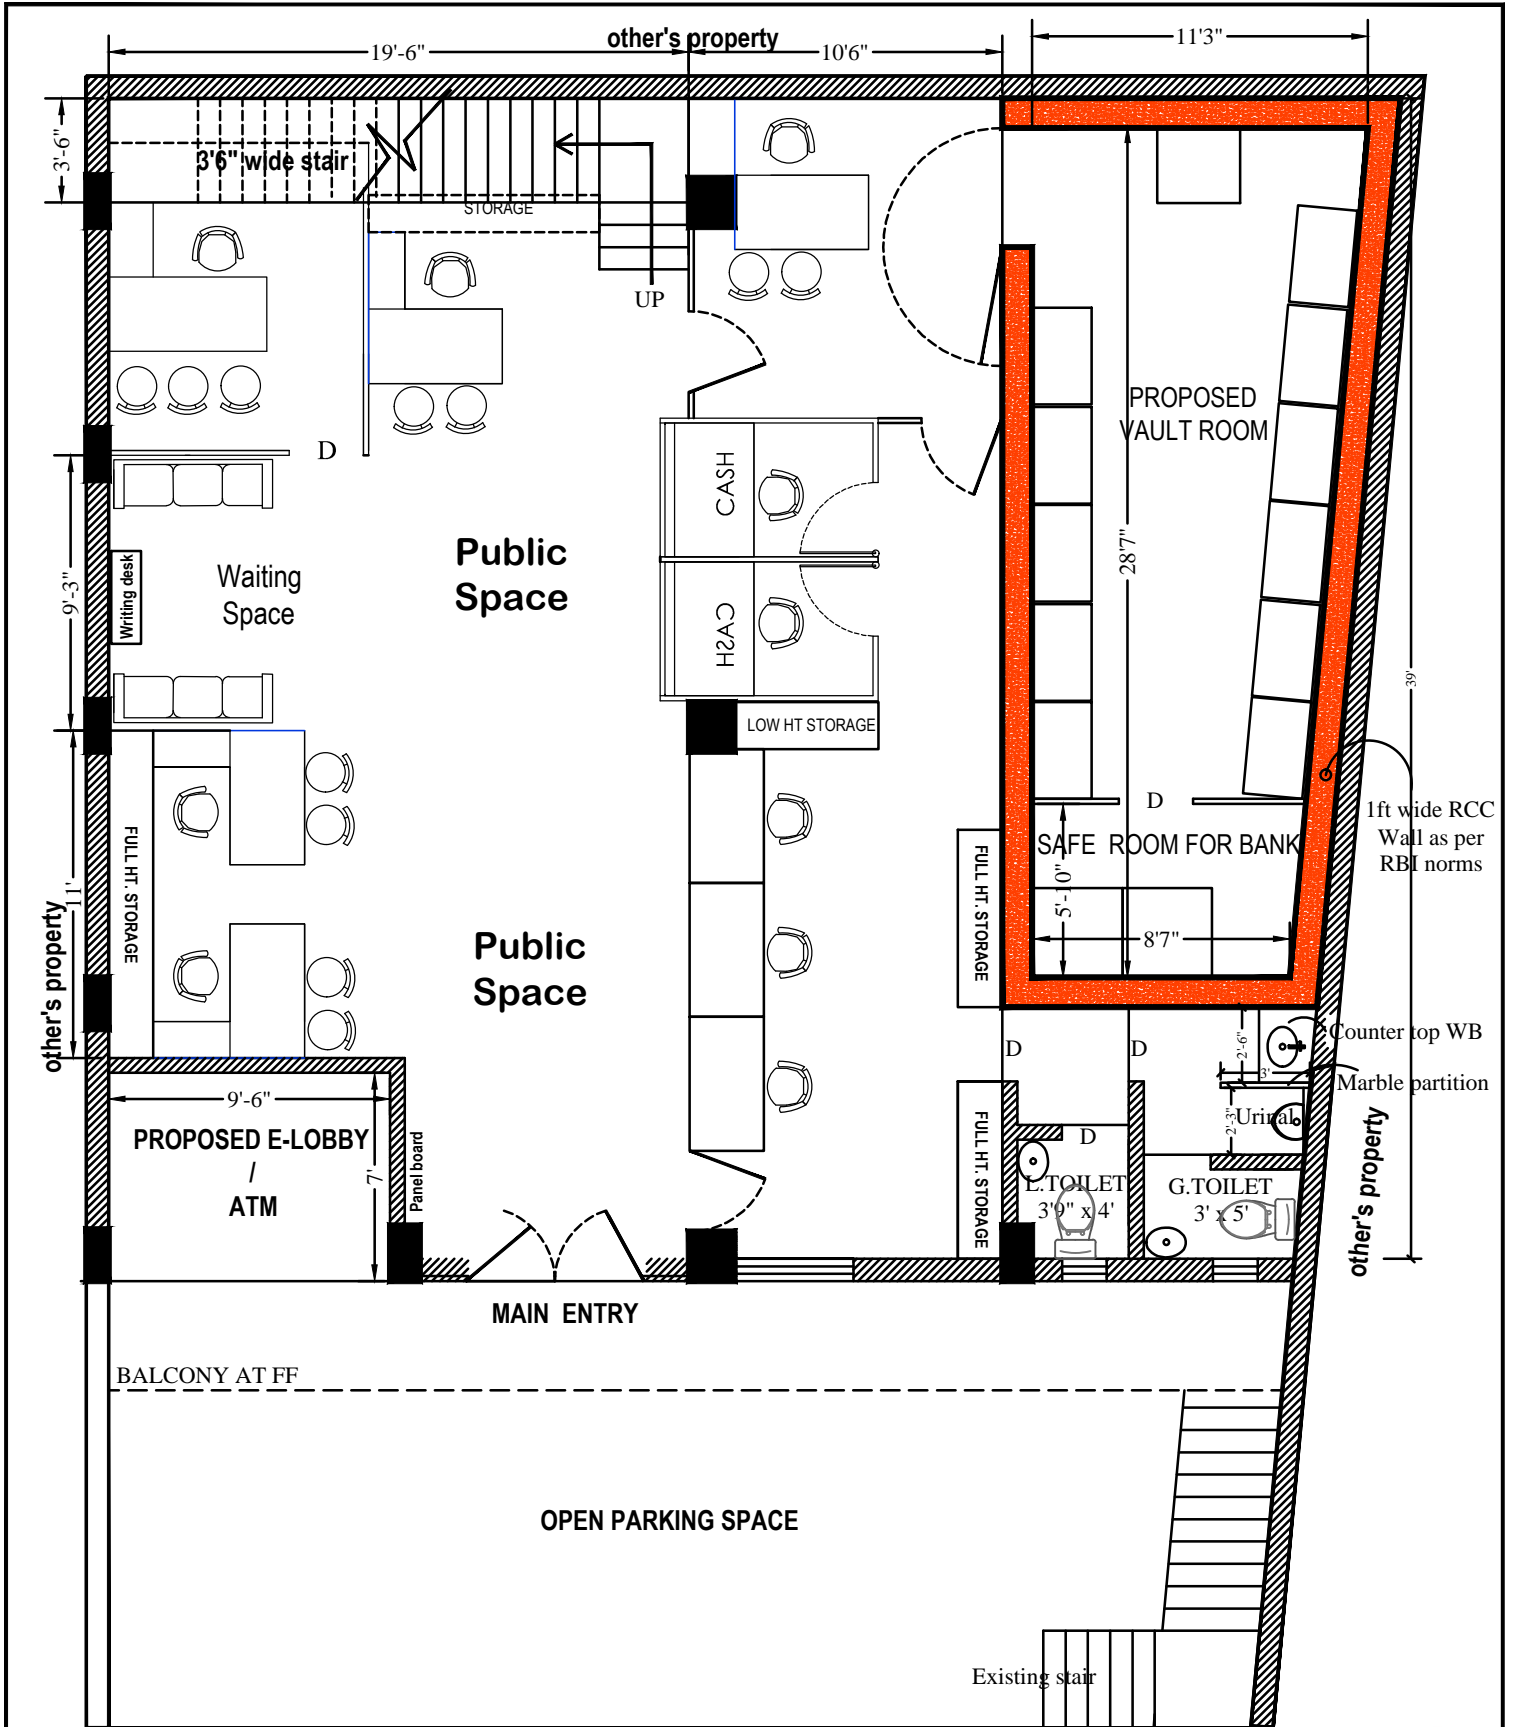 other's property
19'-6"
10'6"
11'3"
3'-6"
3'6" wide stair
STORAGE
UP
D
CASH
CASH
PROPOSED
VAULT ROOM
28'7"
39'
9'-3"
Writing desk
Waiting
Space
Public
Space
LOW HT STORAGE
D
SAFE ROOM FOR BANK
5'-10"
8'7"
1ft wide RCC
Wall as per
RBI norms
11'
FULL HT. STORAGE
other's property
Public
Space
FULL HT. STORAGE
D
D
2'-6"
Counter top WB
3'
Marble partition
2'-3"
Urinal
9'-6"
PROPOSED E-LOBBY
/
ATM
7'
Panel board
FULL HT. STORAGE
D
L.TOILET
3'9" x 4'
G.TOILET
3' x 5'
other's property
MAIN ENTRY
BALCONY AT FF
OPEN PARKING SPACE
Existing stair